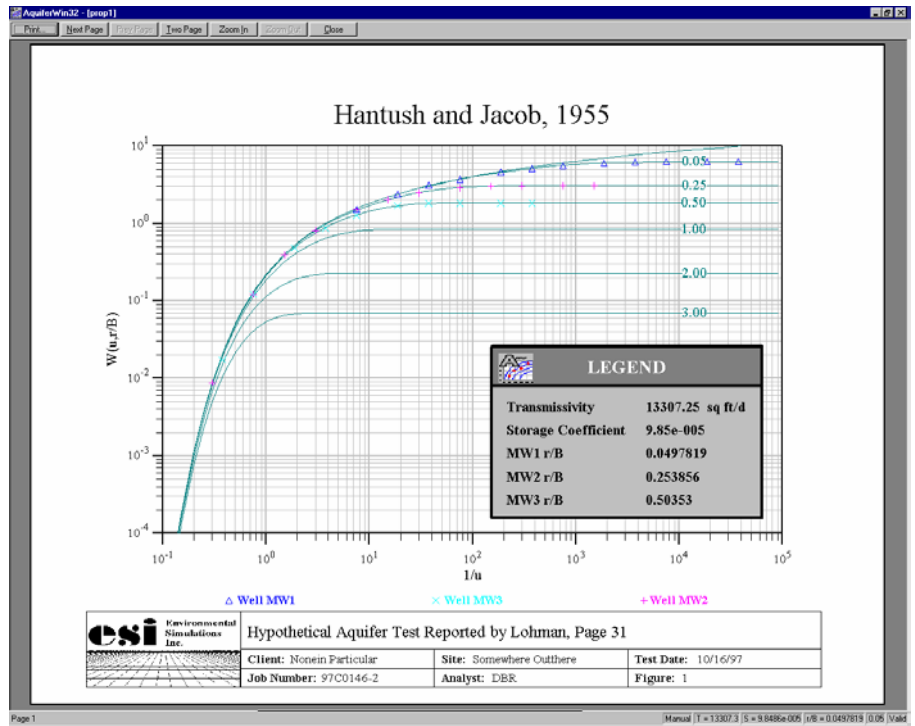 AquiferWin32 - [prop1]
Print... Next Page Prev Page Two Page Zoom In Zoom Out Close
Hantush and Jacob, 1955
10^1
10^0
10^-1
10^-2
10^-3
10^-4
W(u,r/B)
0.05
0.25
0.50
1.00
2.00
3.00
LEGEND
Transmissivity 13307.25 sq ft/d
Storage Coefficient 9.85e-005
MW1 r/B 0.0497819
MW2 r/B 0.253856
MW3 r/B 0.50353
10^-1 10^0 10^1 10^2 10^3 10^4 10^5
1/u
Well MW1 Well MW3 Well MW2
esi Environmental
Simulations
Inc.
Hypothetical Aquifer Test Reported by Lohman, Page 31
Client: Nonein Particular Site: Somewhere Outthere Test Date: 10/16/97
Job Number: 97C0146-2 Analyst: DBR Figure: 1
Page 1 Manual T = 13307.3 S = 9.8486e-005 r/B = 0.0497819 0.05 Valid